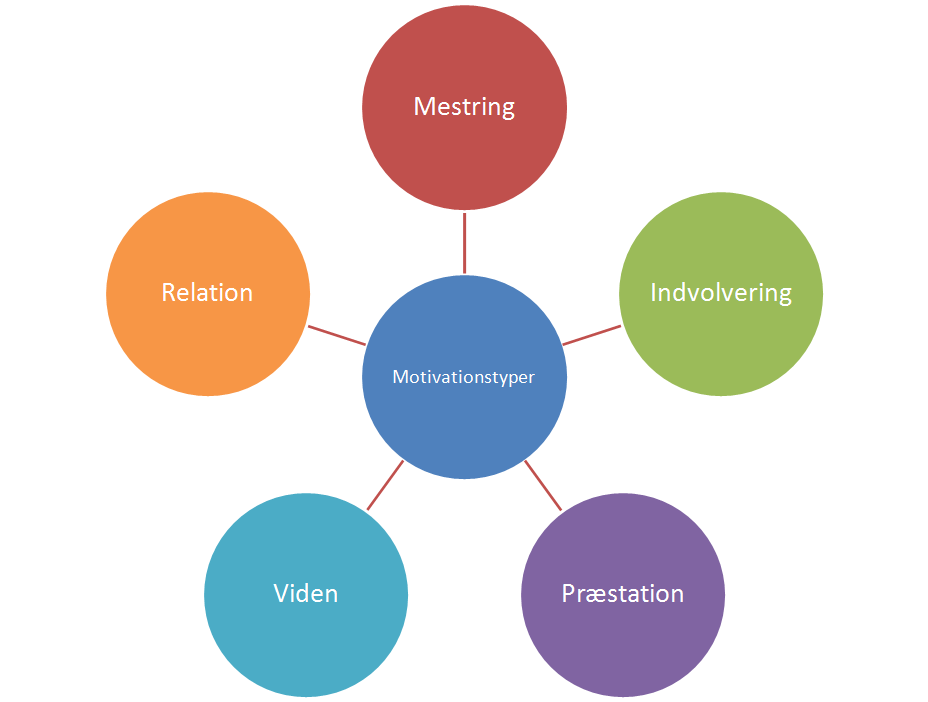 Mestring
Relation
Indvolvering
Motivationstyper
Viden
Præstation